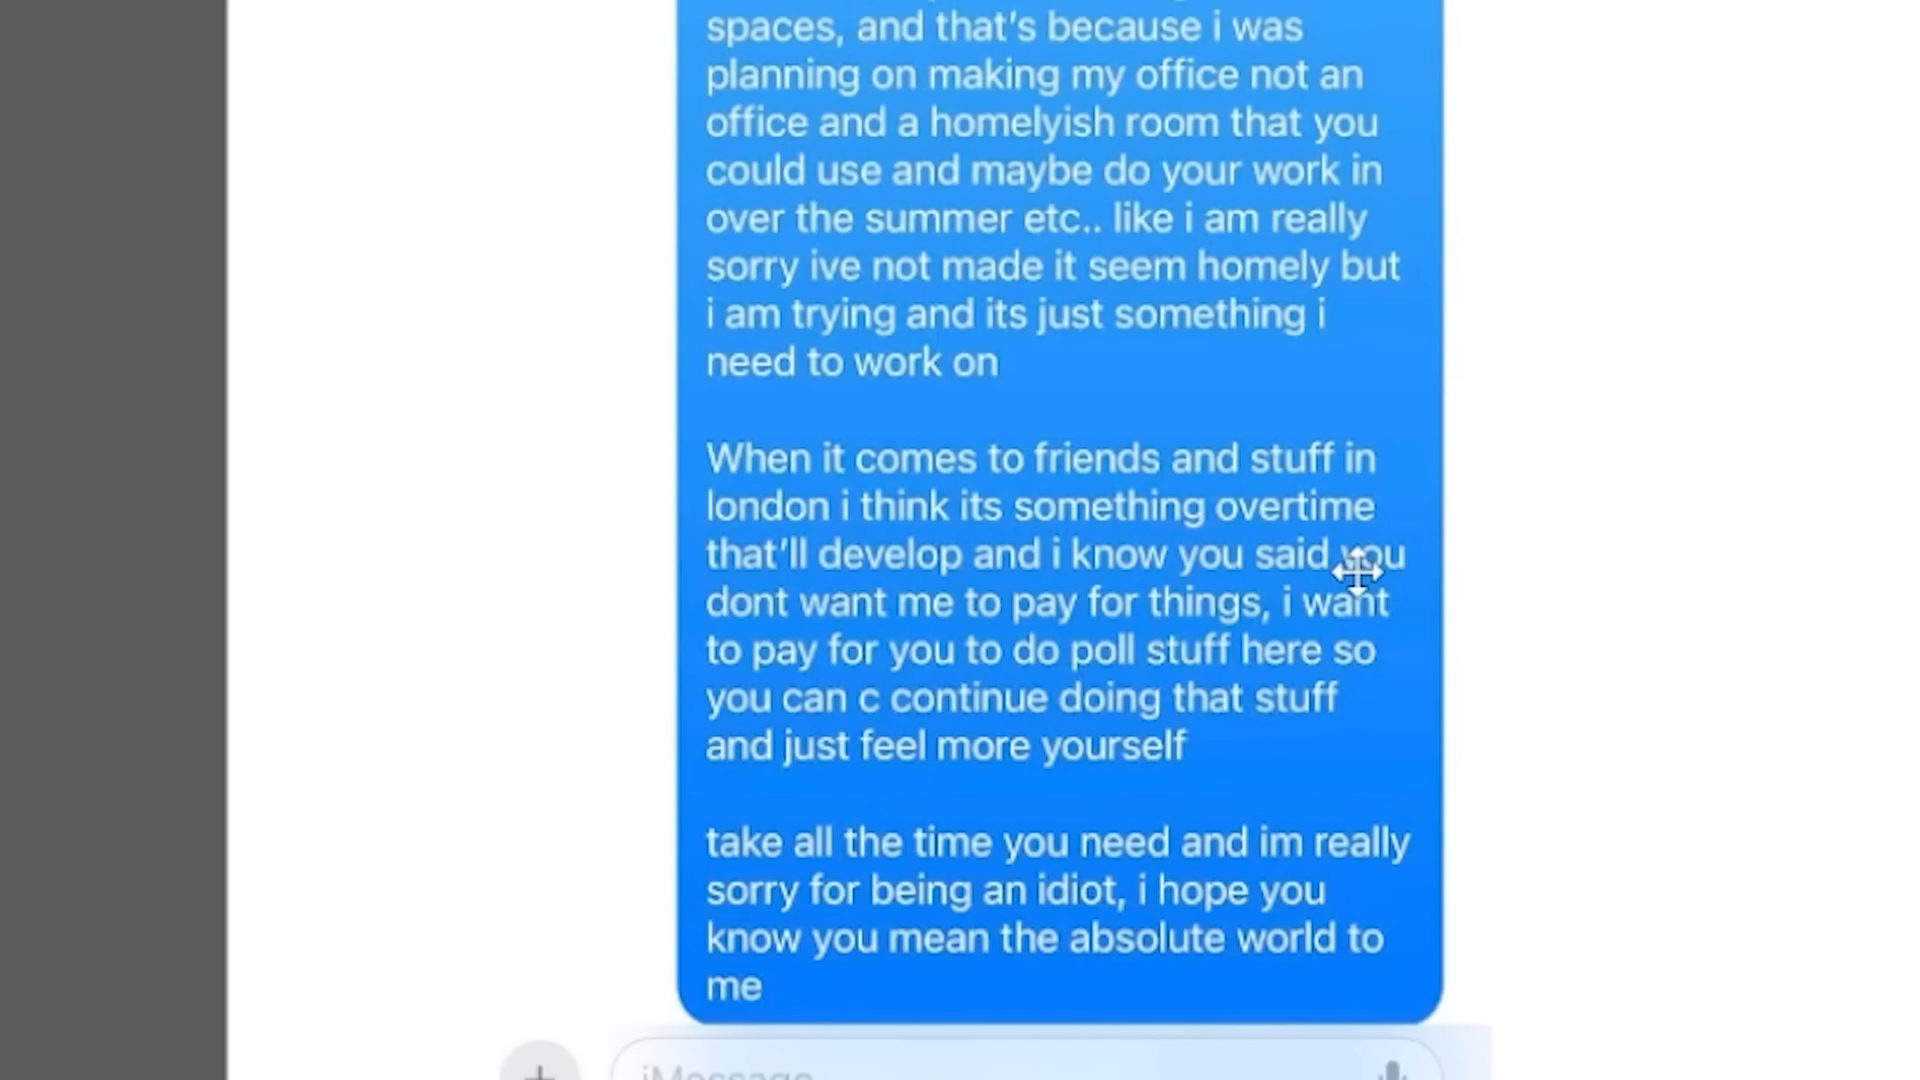 spaces, and that's because i was
planning on making my office not an
office and a homelyish room that you
could use and maybe do your work in
over the summer etc.. like i am really
sorry ive not made it seem homely but
i am trying and its just something i
need to work on
When it comes to friends and stuff in
london i think its something overtime
that'll develop and i know you said you
dont want me to pay for things, i want
to pay for you to do poll stuff here so
you can c continue doing that stuff
and just feel more yourself
take all the time you need and im really
sorry for being an idiot, i hope you
know you mean the absolute world to
me
iMessage